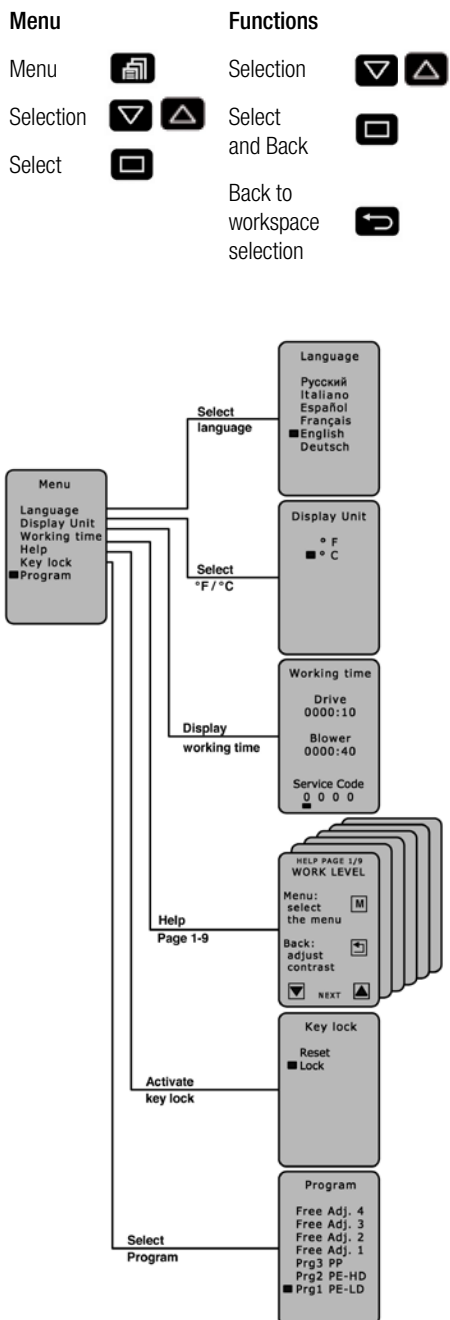 Menu
Functions
Menu
Selection
Select
Selection
Select
and Back
Back to
workspace
selection
Menu
Language
Display Unit
Working time
Help
Key lock
Program
Select
language
Language
Русский
Italiano
Español
Français
English
Deutsch
Select
°F / °C
Display Unit
° F
° C
Display
working time
Working time
Drive
0000:10
Blower
0000:40
Service Code
0 0 0 0
Help
Page 1-9
HELP PAGE 1/9
WORK LEVEL
Menu:
select
the menu
M
Back:
adjust
contrast
NEXT
Activate
key lock
Key lock
Reset
Lock
Select
Program
Program
Free Adj. 4
Free Adj. 3
Free Adj. 2
Free Adj. 1
Prg3 PP
Prg2 PE-HD
Prg1 PE-LD